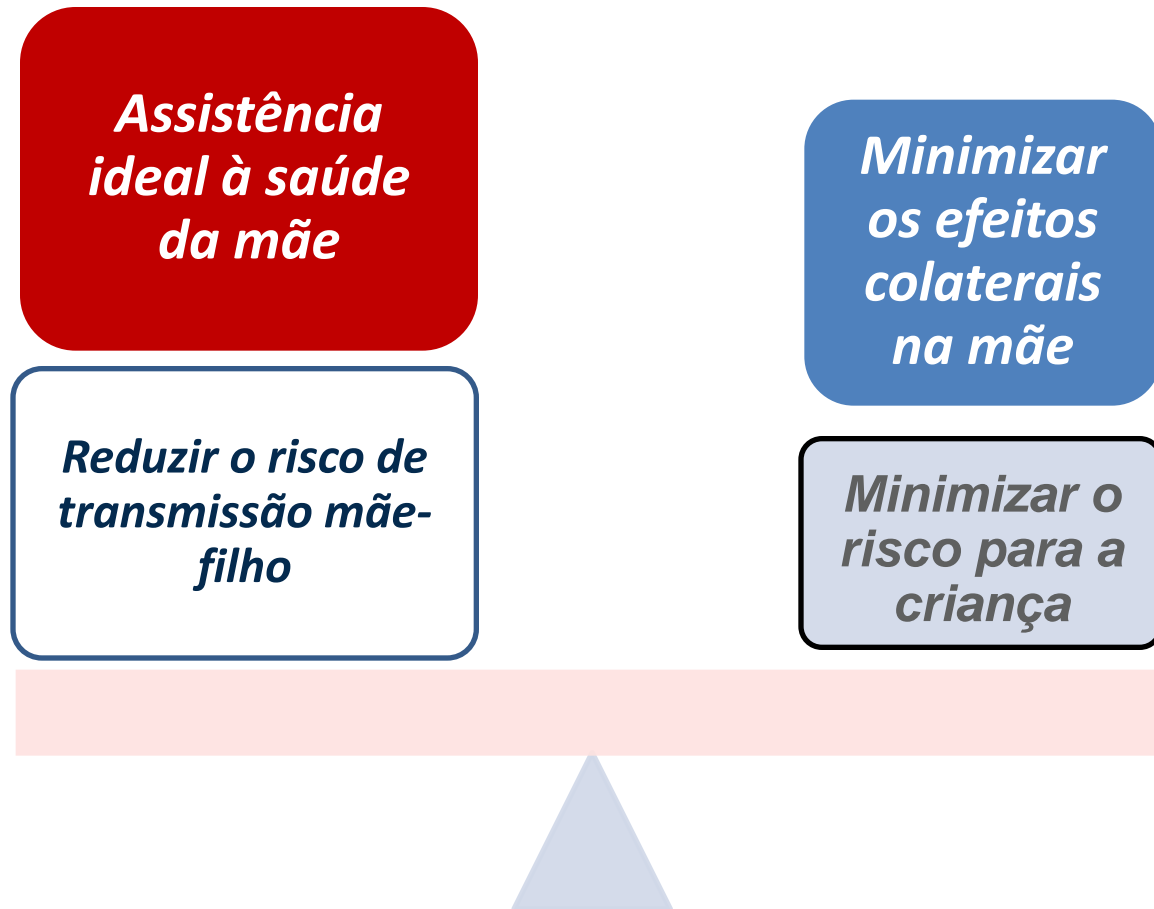 Assistência
ideal à saúde
da mãe
Reduzir o risco de
transmissão mãe-
filho
Minimizar
os efeitos
colaterais
na mãe
Minimizar o
risco para a
criança